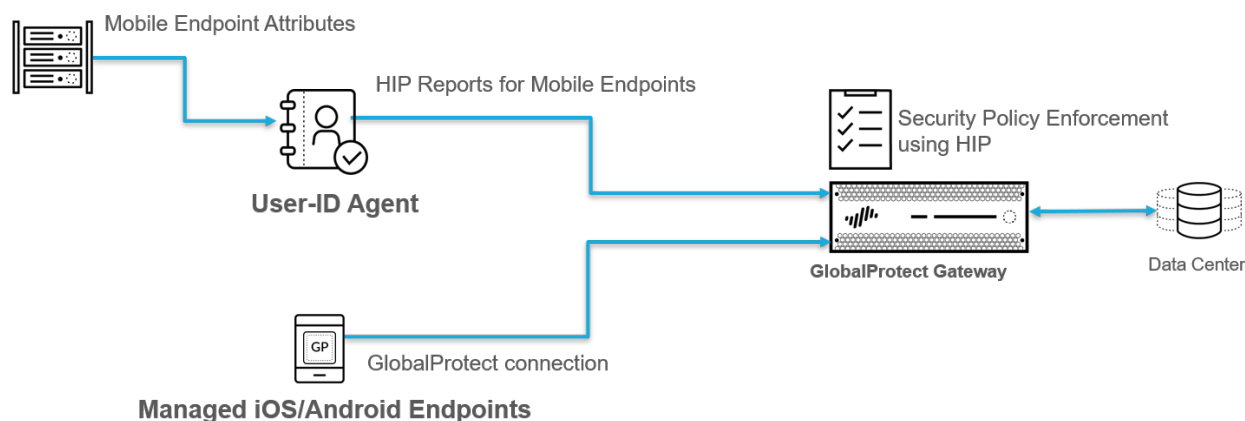 Mobile Endpoint Attributes
HIP Reports for Mobile Endpoints
Security Policy Enforcement
using HIP
User-ID Agent
GlobalProtect Gateway
Data Center
GP
GlobalProtect connection
Managed iOS/Android Endpoints